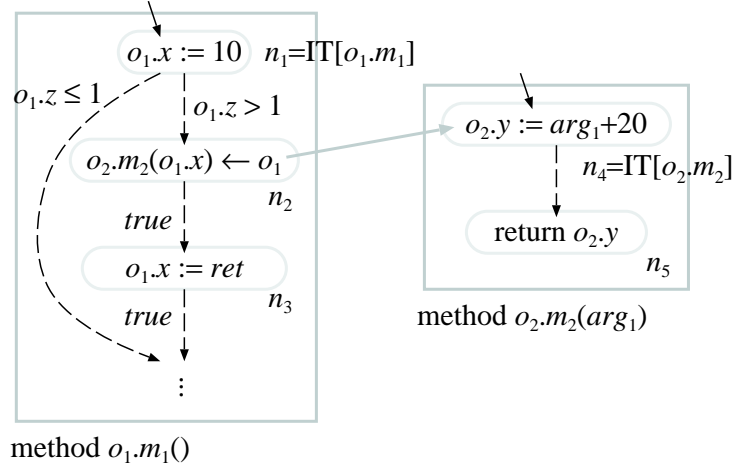 o₁.x := 10
n₁=IT[o₁.m₁]
o₁.z ≤ 1
o₁.z > 1
o₂.m₂(o₁.x) ← o₁
n₂
true
o₁.x := ret
n₃
true
⋮
method o₁.m₁()
o₂.y := arg₁+20
n₄=IT[o₂.m₂]
return o₂.y
n₅
method o₂.m₂(arg₁)